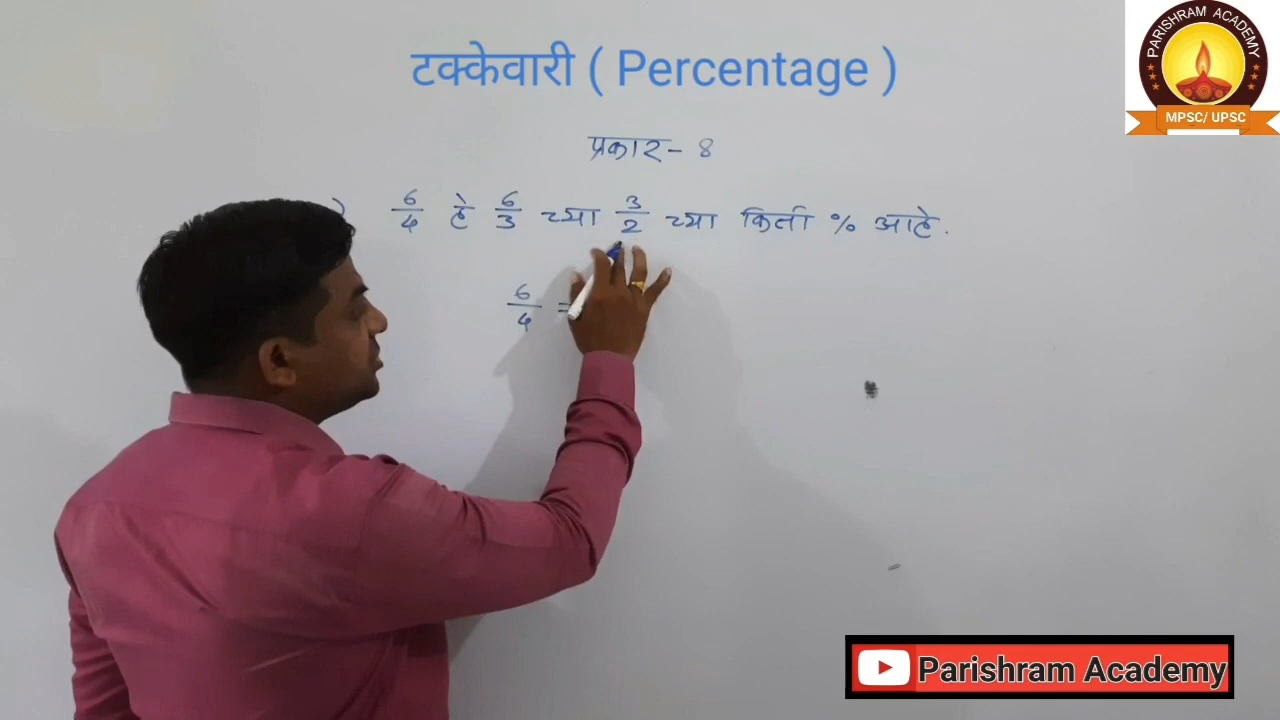 PARISHRAM ACADEMY
MPSC/ UPSC
टक्केवारी ( Percentage )
प्रकार - 8
6/4 हे 6/3 च्या 3/2 च्या किती % आहे.
6/4 =
Parishram Academy